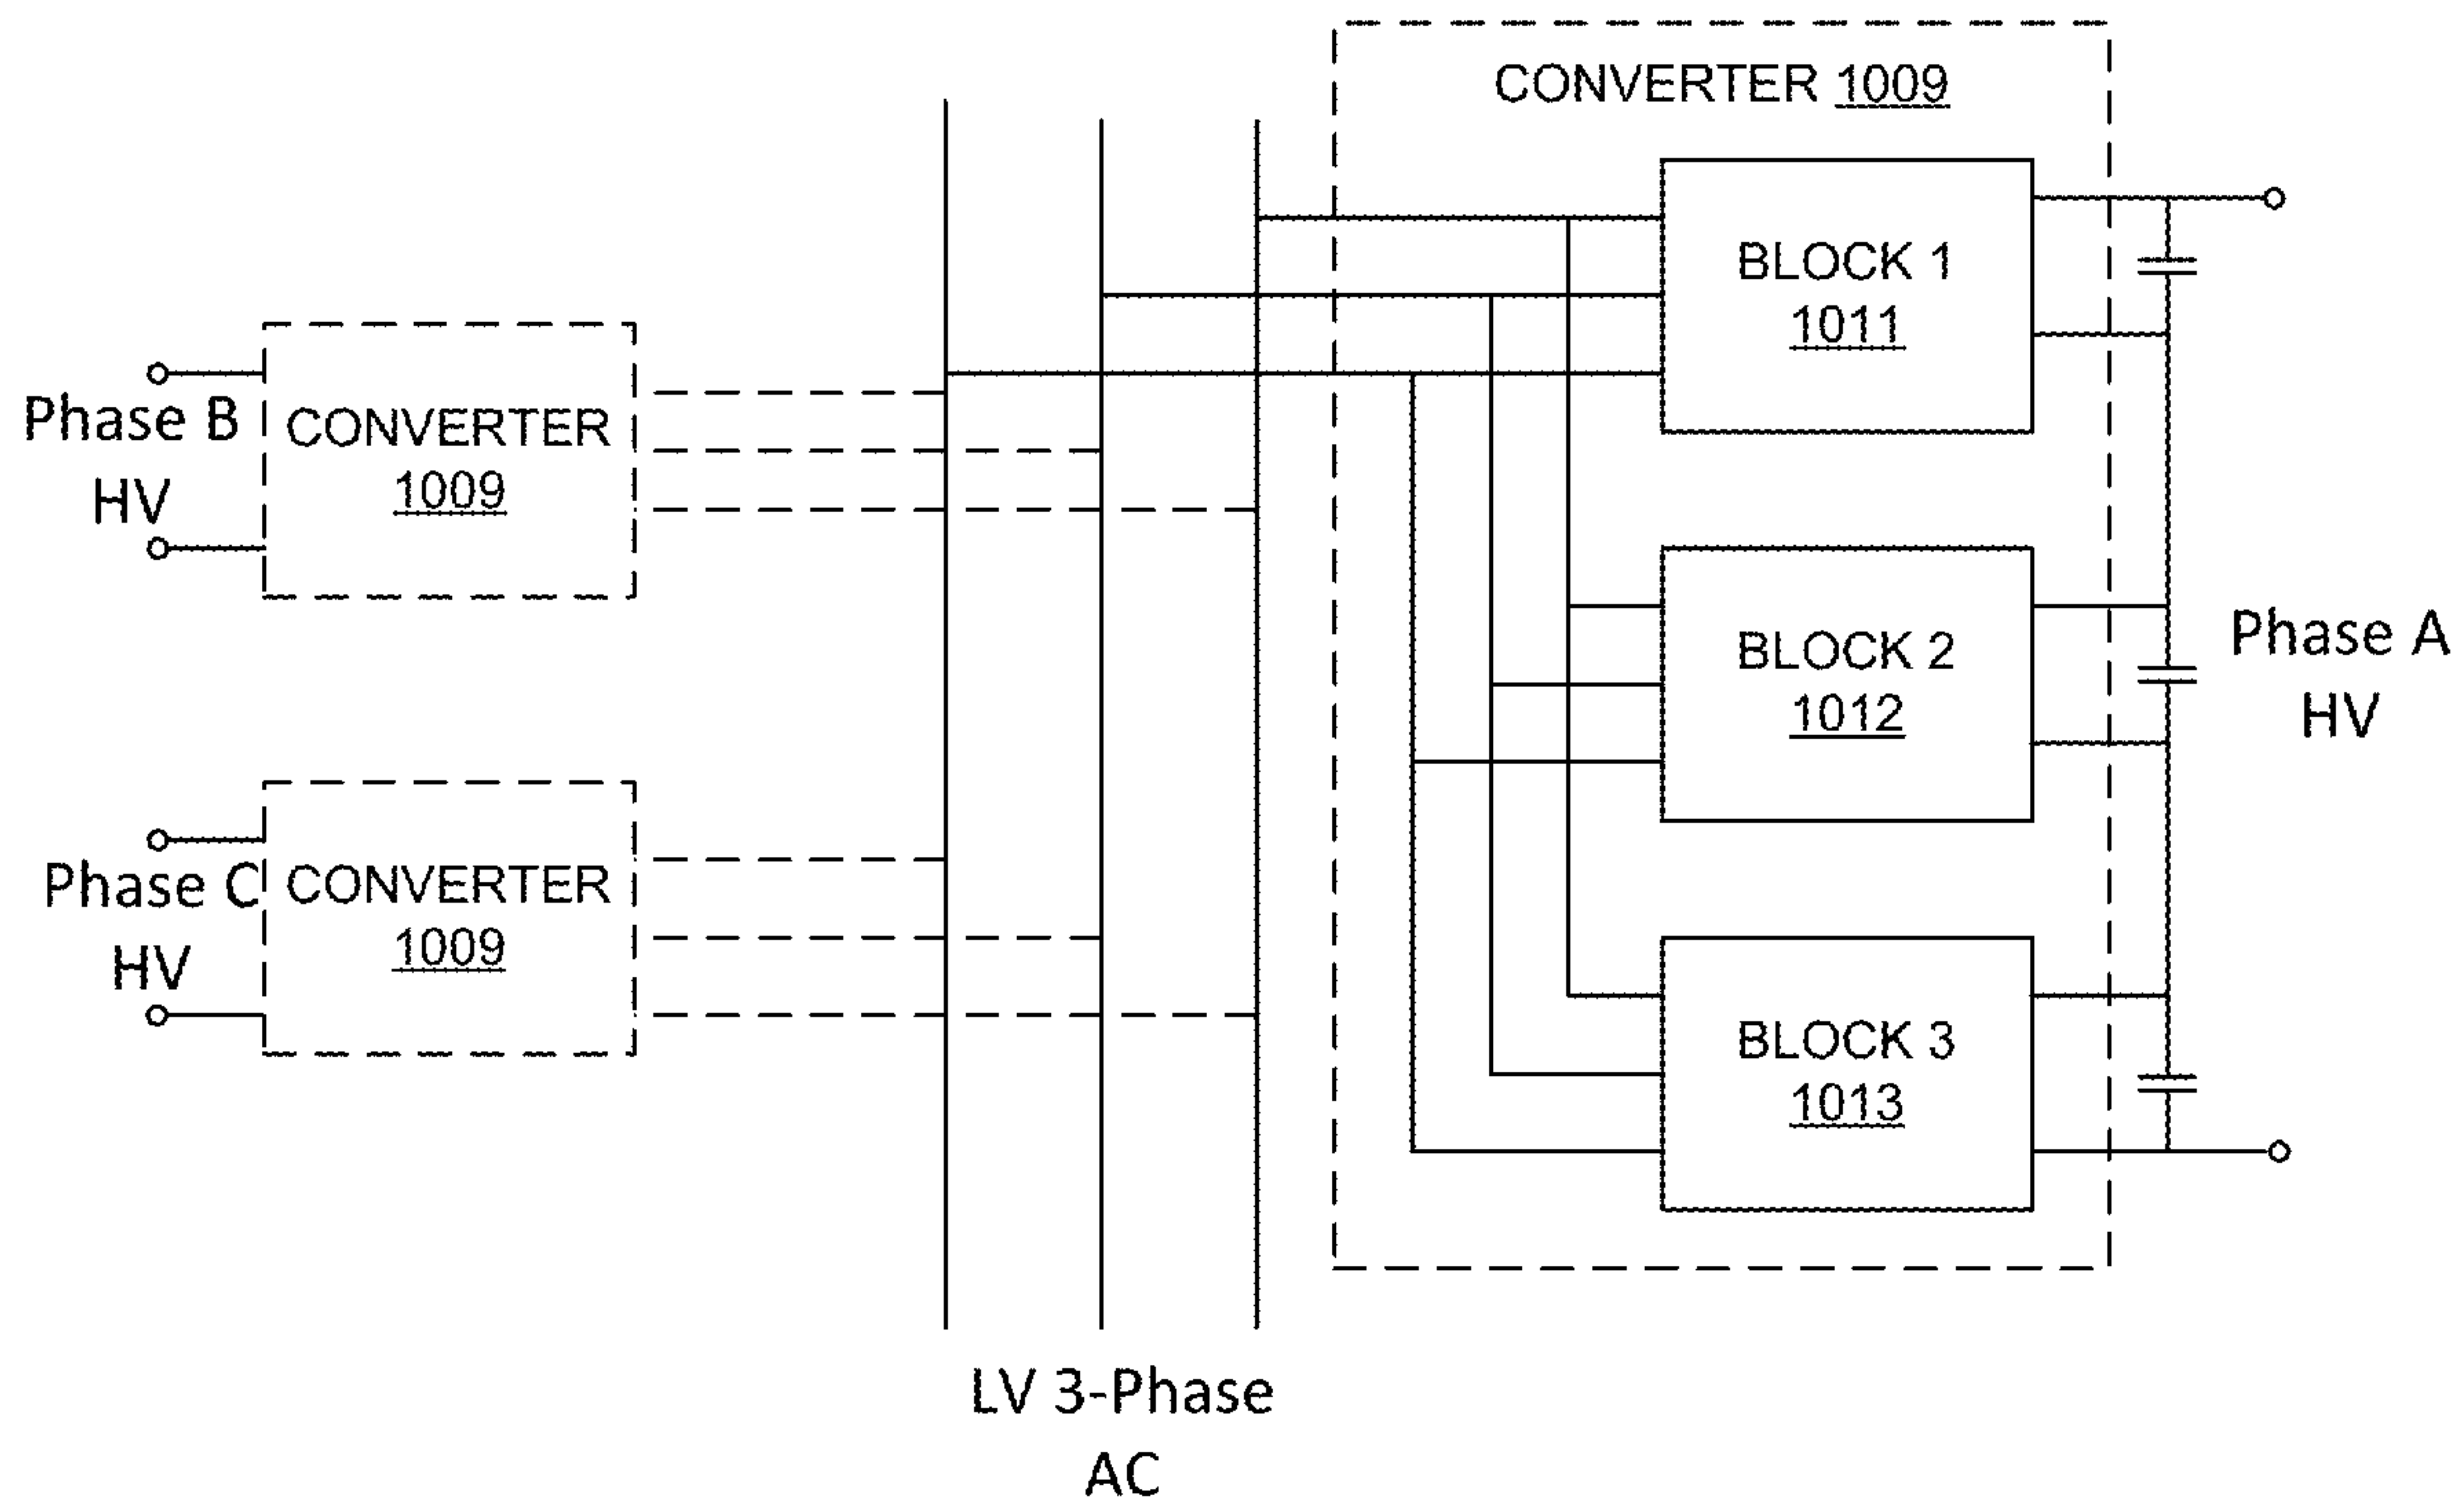 CONVERTER 1009
BLOCK 1
1011
Phase B
HV
CONVERTER
1009
BLOCK 2
1012
Phase A
HV
Phase C
HV
CONVERTER
1009
BLOCK 3
1013
LV 3-Phase
AC